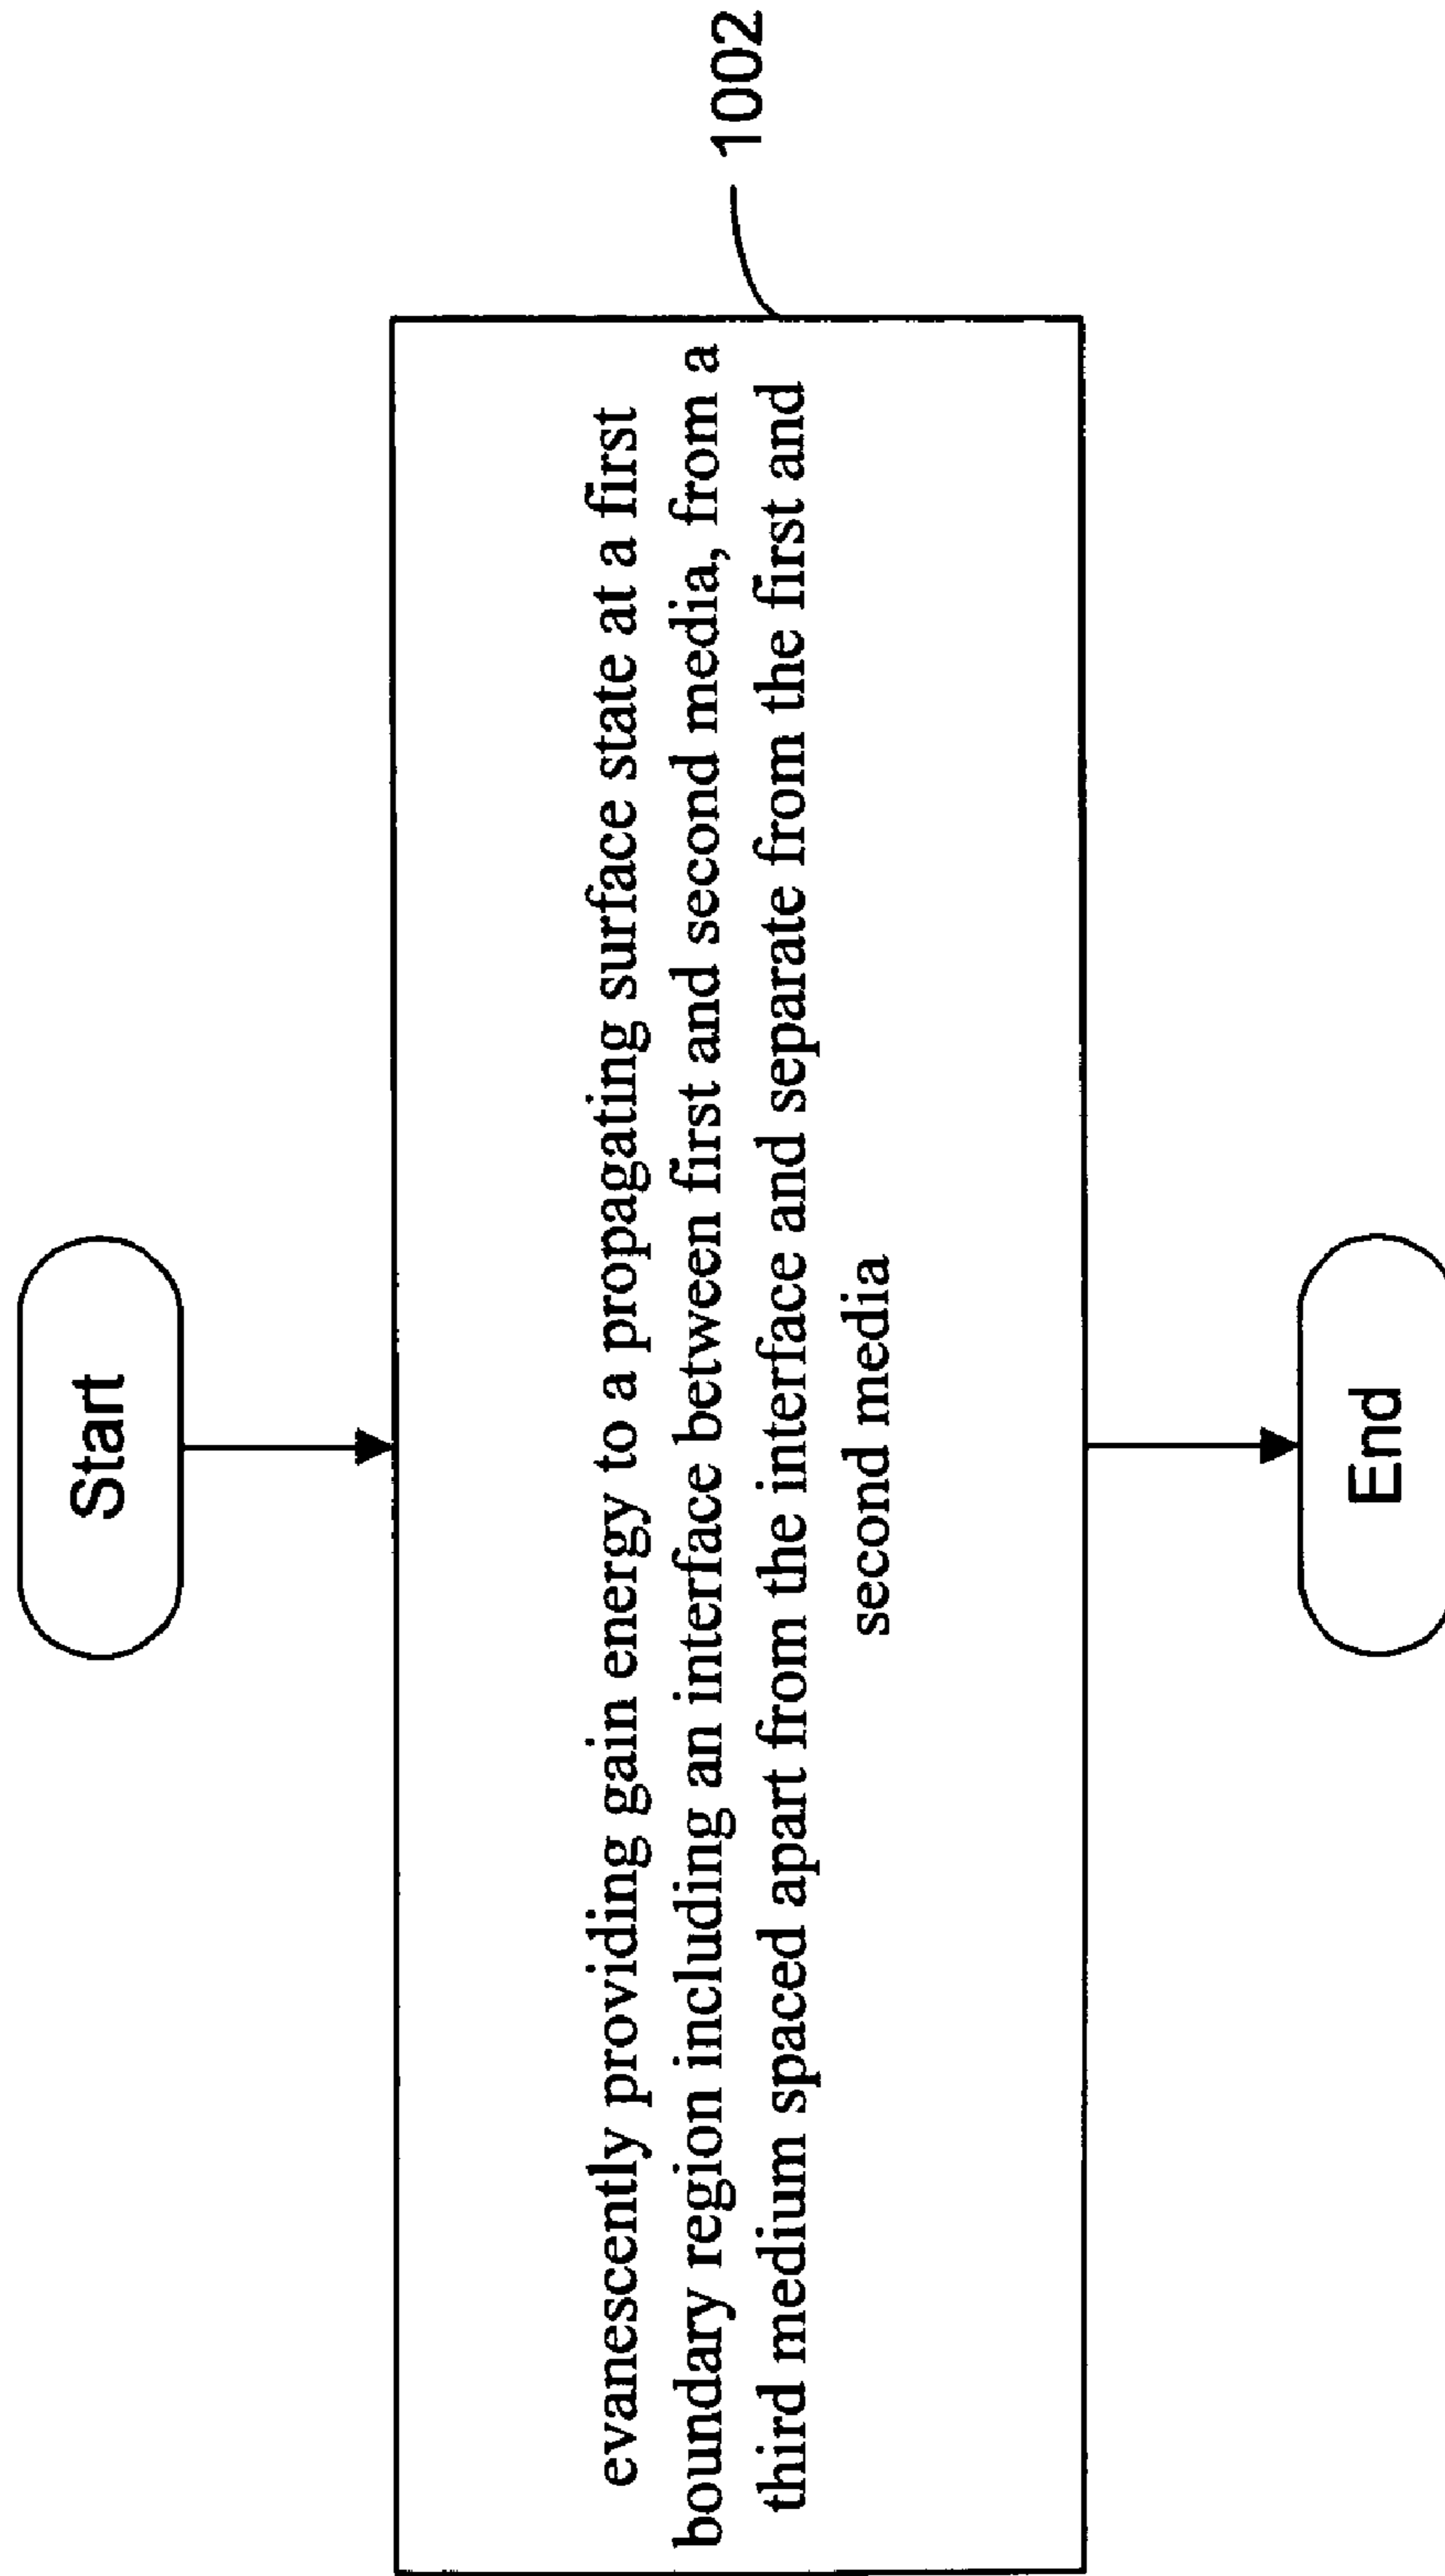 Start
evanescently providing gain energy to a propagating surface state at a first
boundary region including an interface between first and second media, from a
third medium spaced apart from the interface and separate from the first and
second media
1002
End